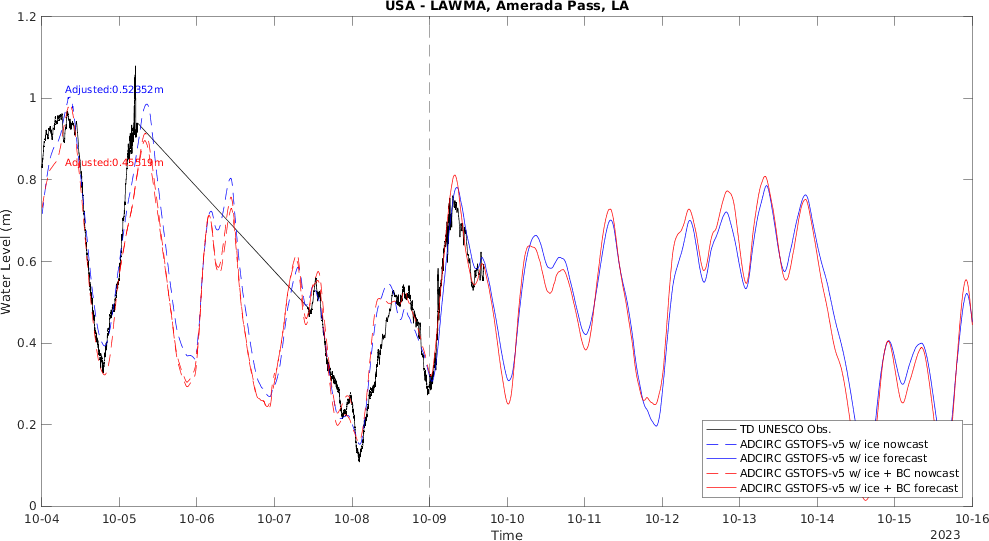 USA - LAWMA, Amerada Pass, LA
Water Level (m)
1.2
1
0.8
0.6
0.4
0.2
0
Adjusted:0.52352m
Adjusted:0.45519m
TD UNESCO Obs.
ADCIRC GSTOFS-v5 w/ ice nowcast
ADCIRC GSTOFS-v5 w/ ice forecast
ADCIRC GSTOFS-v5 w/ ice + BC nowcast
ADCIRC GSTOFS-v5 w/ ice + BC forecast
10-04 10-05 10-06 10-07 10-08 10-09 10-10 10-11 10-12 10-13 10-14 10-15 10-16
Time
2023